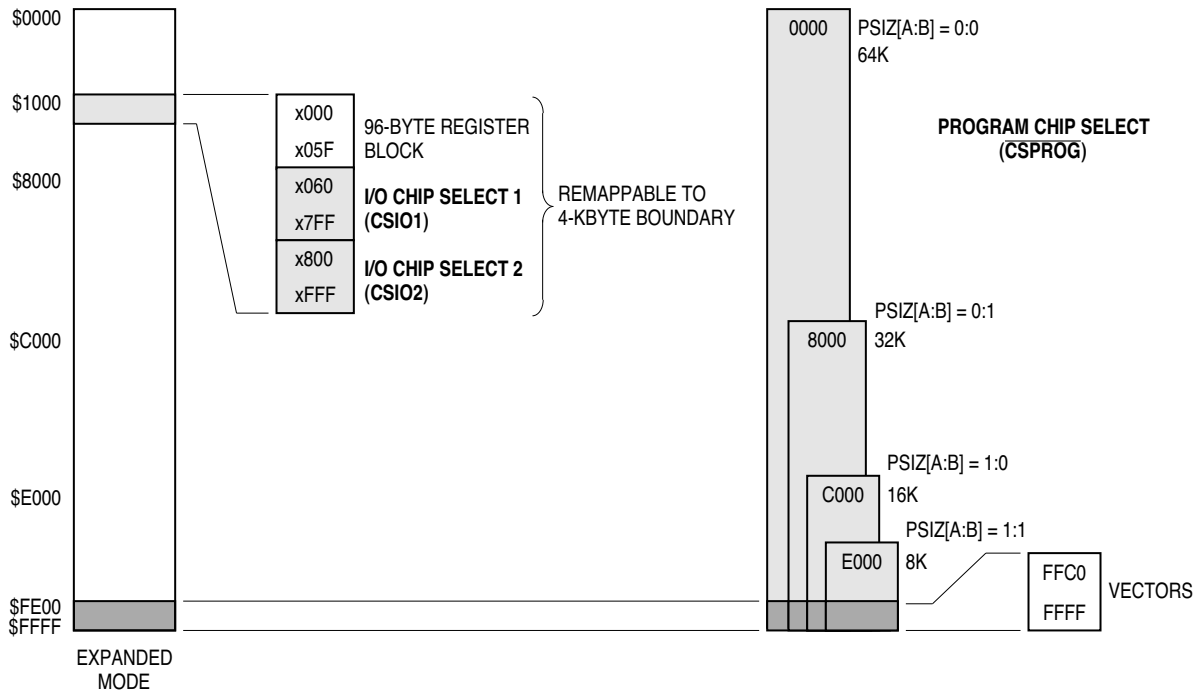 $0000
$1000
$8000
$C000
$E000
$FE00
$FFFF
EXPANDED
MODE
x000
x05F
96-BYTE REGISTER
BLOCK
x060
x7FF
I/O CHIP SELECT 1
(CSIO1)
x800
xFFF
I/O CHIP SELECT 2
(CSIO2)
REMAPPABLE TO
4-KBYTE BOUNDARY
0000
PSIZ[A:B] = 0:0
64K
PROGRAM CHIP SELECT
(CSPROG)
8000
PSIZ[A:B] = 0:1
32K
C000
PSIZ[A:B] = 1:0
16K
E000
PSIZ[A:B] = 1:1
8K
FFC0
FFFF
VECTORS